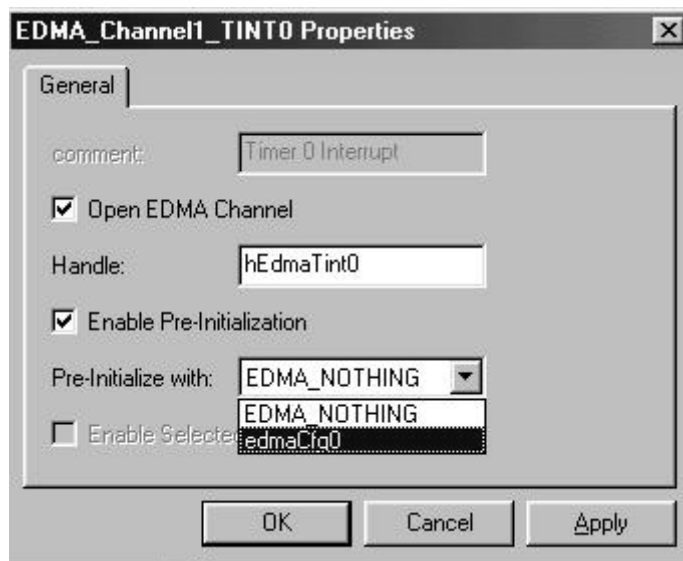 EDMA_Channel1_TINT0 Properties
General
comment: Timer 0 Interrupt
Open EDMA Channel
Handle: hEdmaTint0
Enable Pre-Initialization
Pre-Initialize with: EDMA_NOTHING
EDMA_NOTHING
Enable Selected edmaCfg0
OK Cancel Apply